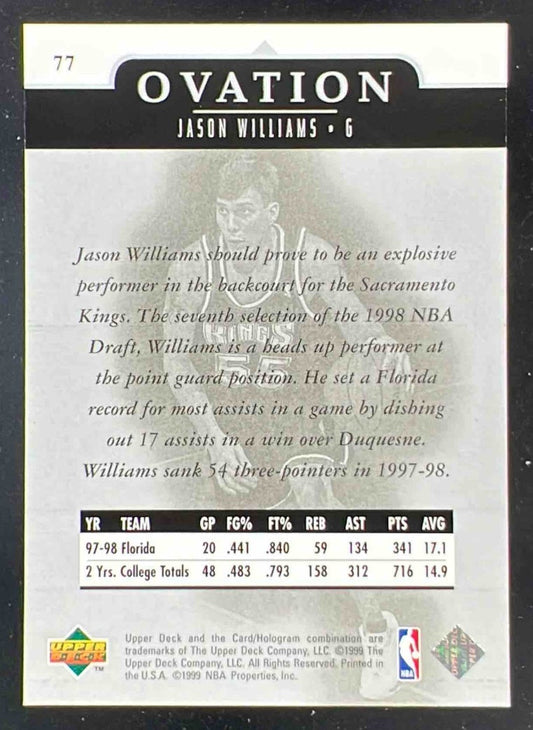 77
OVATION
JASON WILLIAMS • G
Jason Williams should prove to be an explosive
performer in the backcourt for the Sacramento
Kings. The seventh selection of the 1998 NBA
Draft, Williams is a heads up performer at
the point guard position. He set a Florida
record for most assists in a game by dishing
out 17 assists in a win over Duquesne.
Williams sank 54 three-pointers in 1997-98.
KINGS
55
YR TEAM GP FG% FT% REB AST PTS AVG
97-98 Florida 20 .441 .840 59 134 341 17.1
2 Yrs. College Totals 48 .483 .793 158 312 716 14.9
UPPER DECK ™
Upper Deck and the Card/Hologram combination are
trademarks of The Upper Deck Company, LLC. ©1999 The
Upper Deck Company, LLC. All Rights Reserved. Printed in
the U.S.A. ©1999 NBA Properties, Inc.
NBA